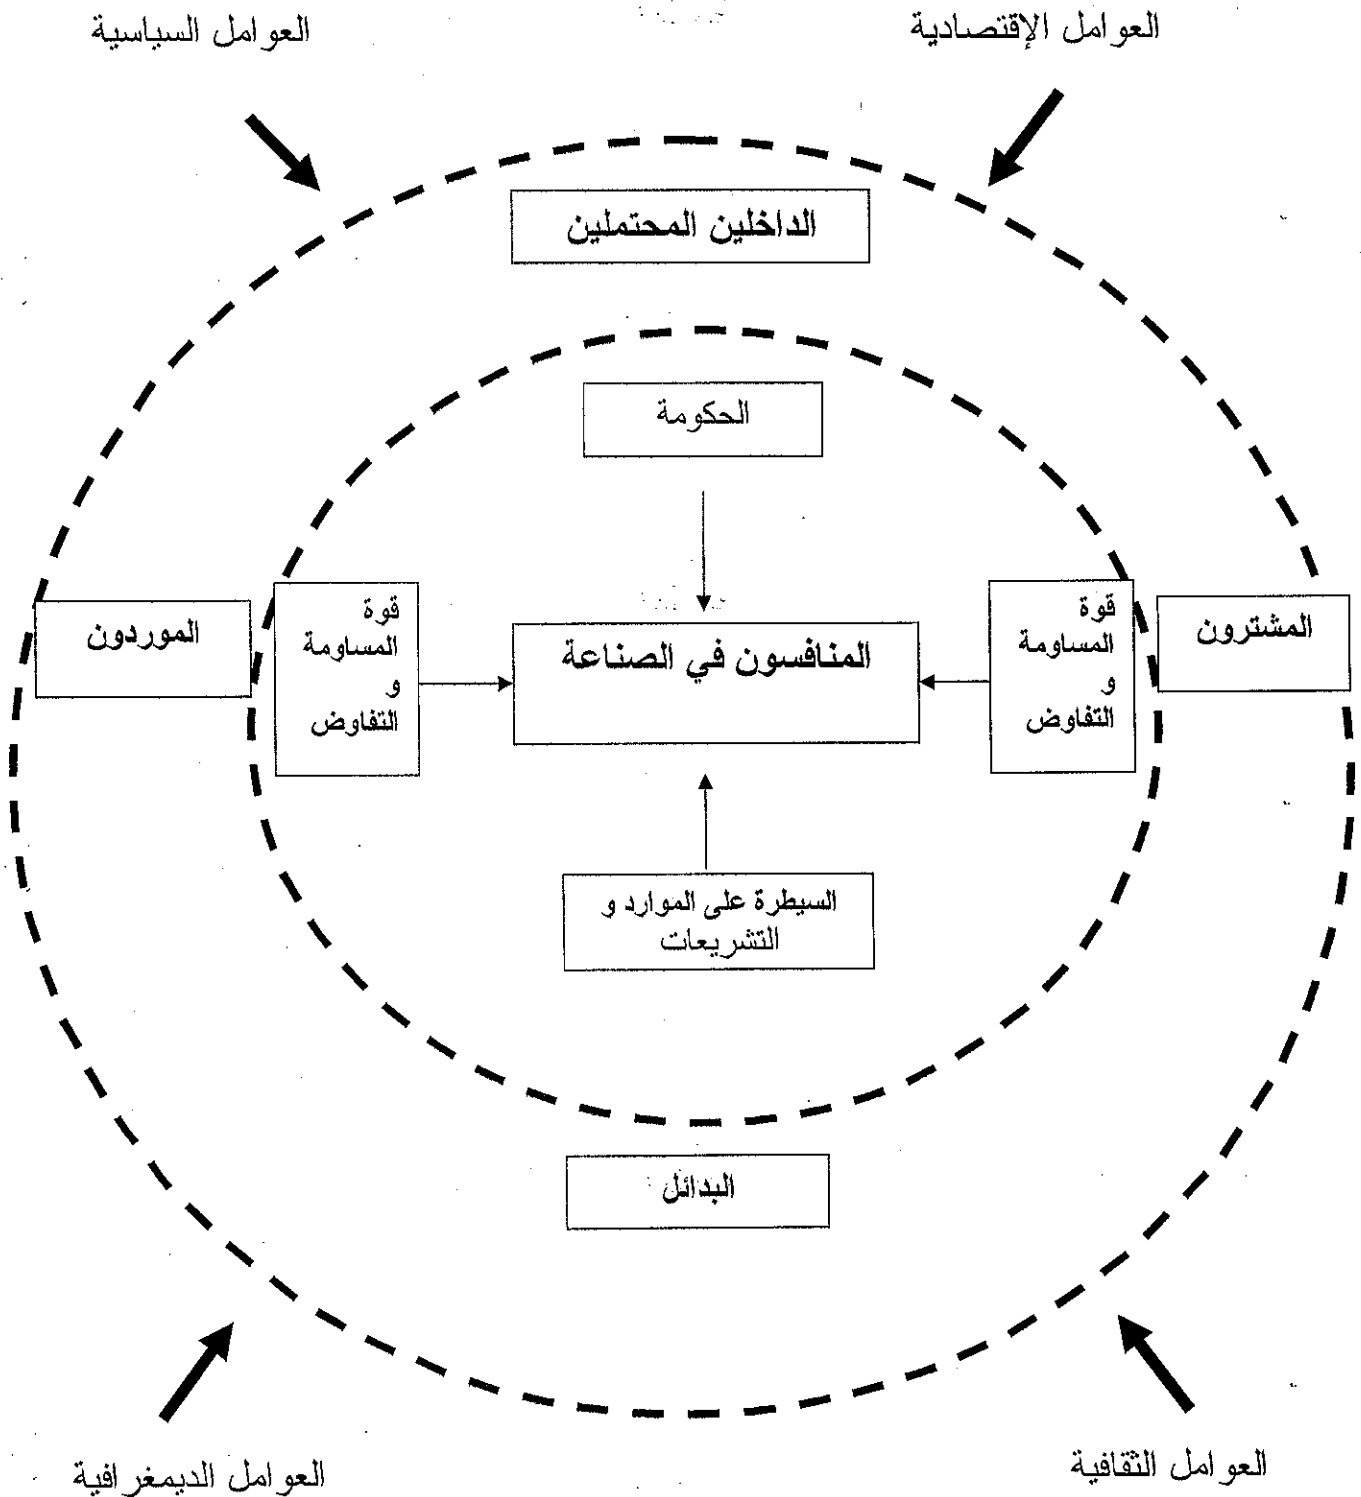 العوامل الإقتصادية
العوامل السياسية
الداخلين المحتملين
الحكومة
المشترون
قوة
المساومة
و
التفاوض
المنافسون في الصناعة
قوة
المساومة
و
التفاوض
الموردون
السيطرة على الموارد و
التشريعات
البدائل
العوامل الثقافية
العوامل الديمغرافية